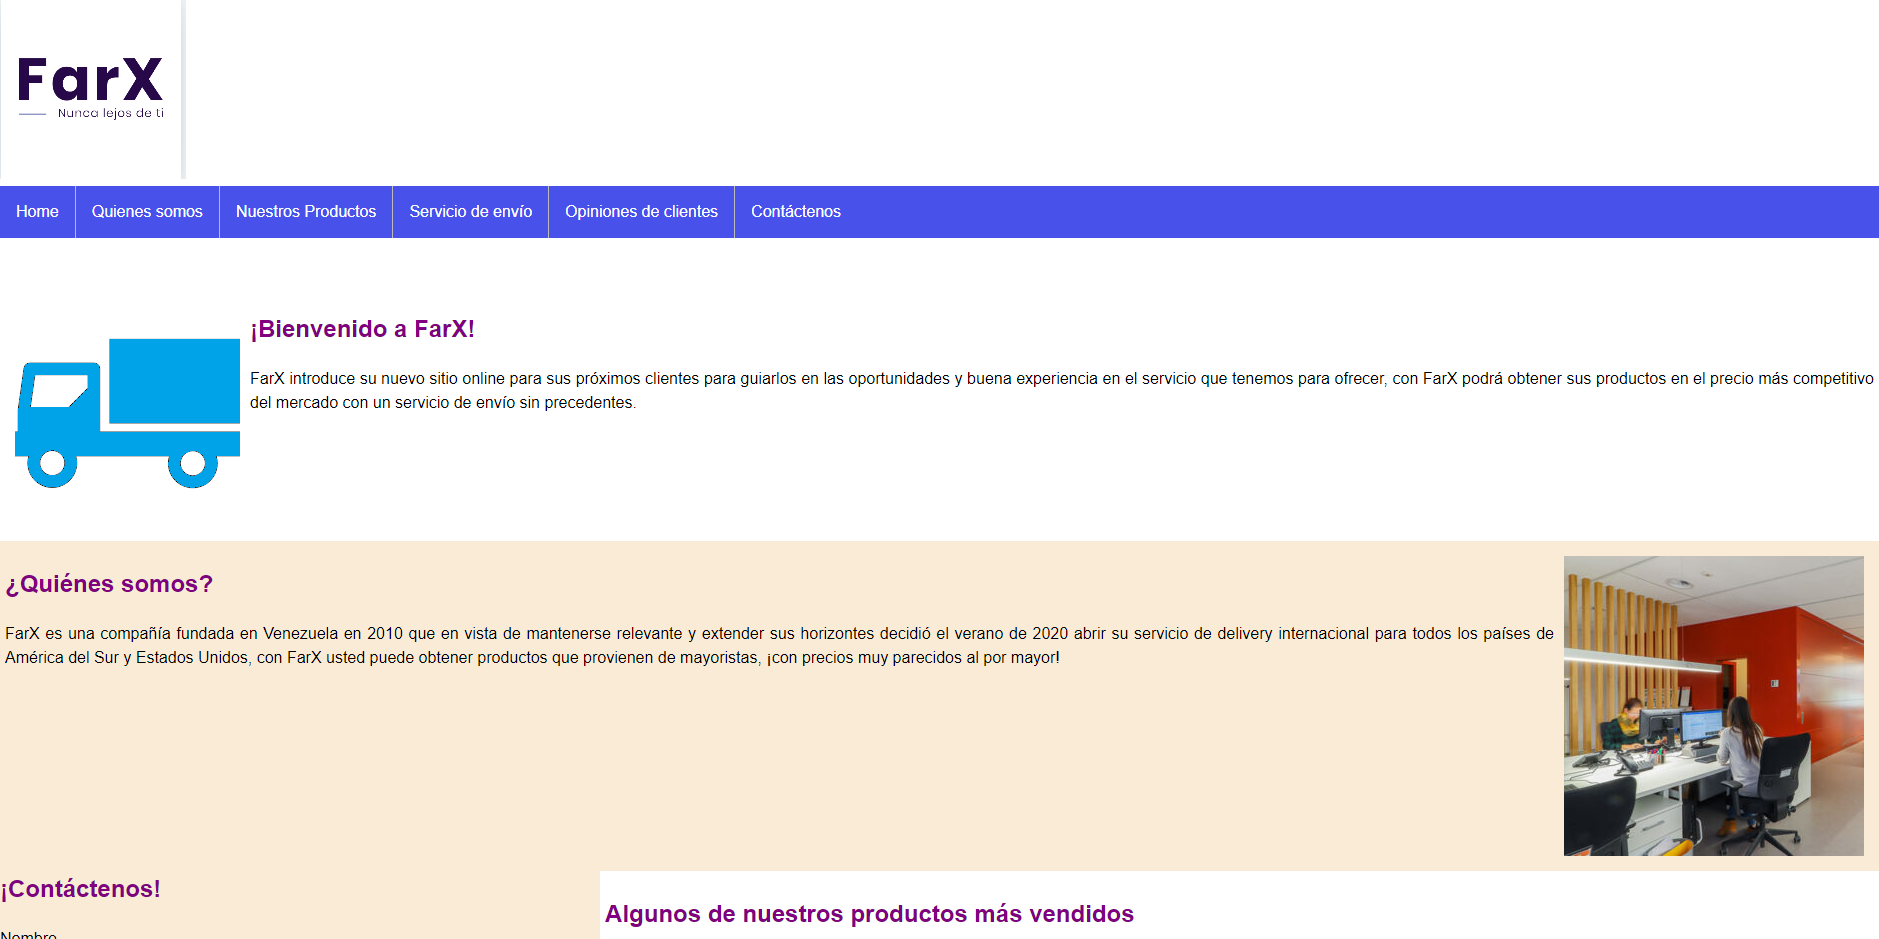 FarX
Nunca lejos de ti
Home
Quienes somos
Nuestros Productos
Servicio de envío
Opiniones de clientes
Contáctenos
¡Bienvenido a FarX!
FarX introduce su nuevo sitio online para sus próximos clientes para guiarlos en las oportunidades y buena experiencia en el servicio que tenemos para ofrecer, con FarX podrá obtener sus productos en el precio más competitivo
del mercado con un servicio de envío sin precedentes.
¿Quiénes somos?
FarX es una compañía fundada en Venezuela en 2010 que en vista de mantenerse relevante y extender sus horizontes decidió el verano de 2020 abrir su servicio de delivery internacional para todos los países de
América del Sur y Estados Unidos, con FarX usted puede obtener productos que provienen de mayoristas, ¡con precios muy parecidos al por mayor!
¡Contáctenos!
Nombre
Algunos de nuestros productos más vendidos